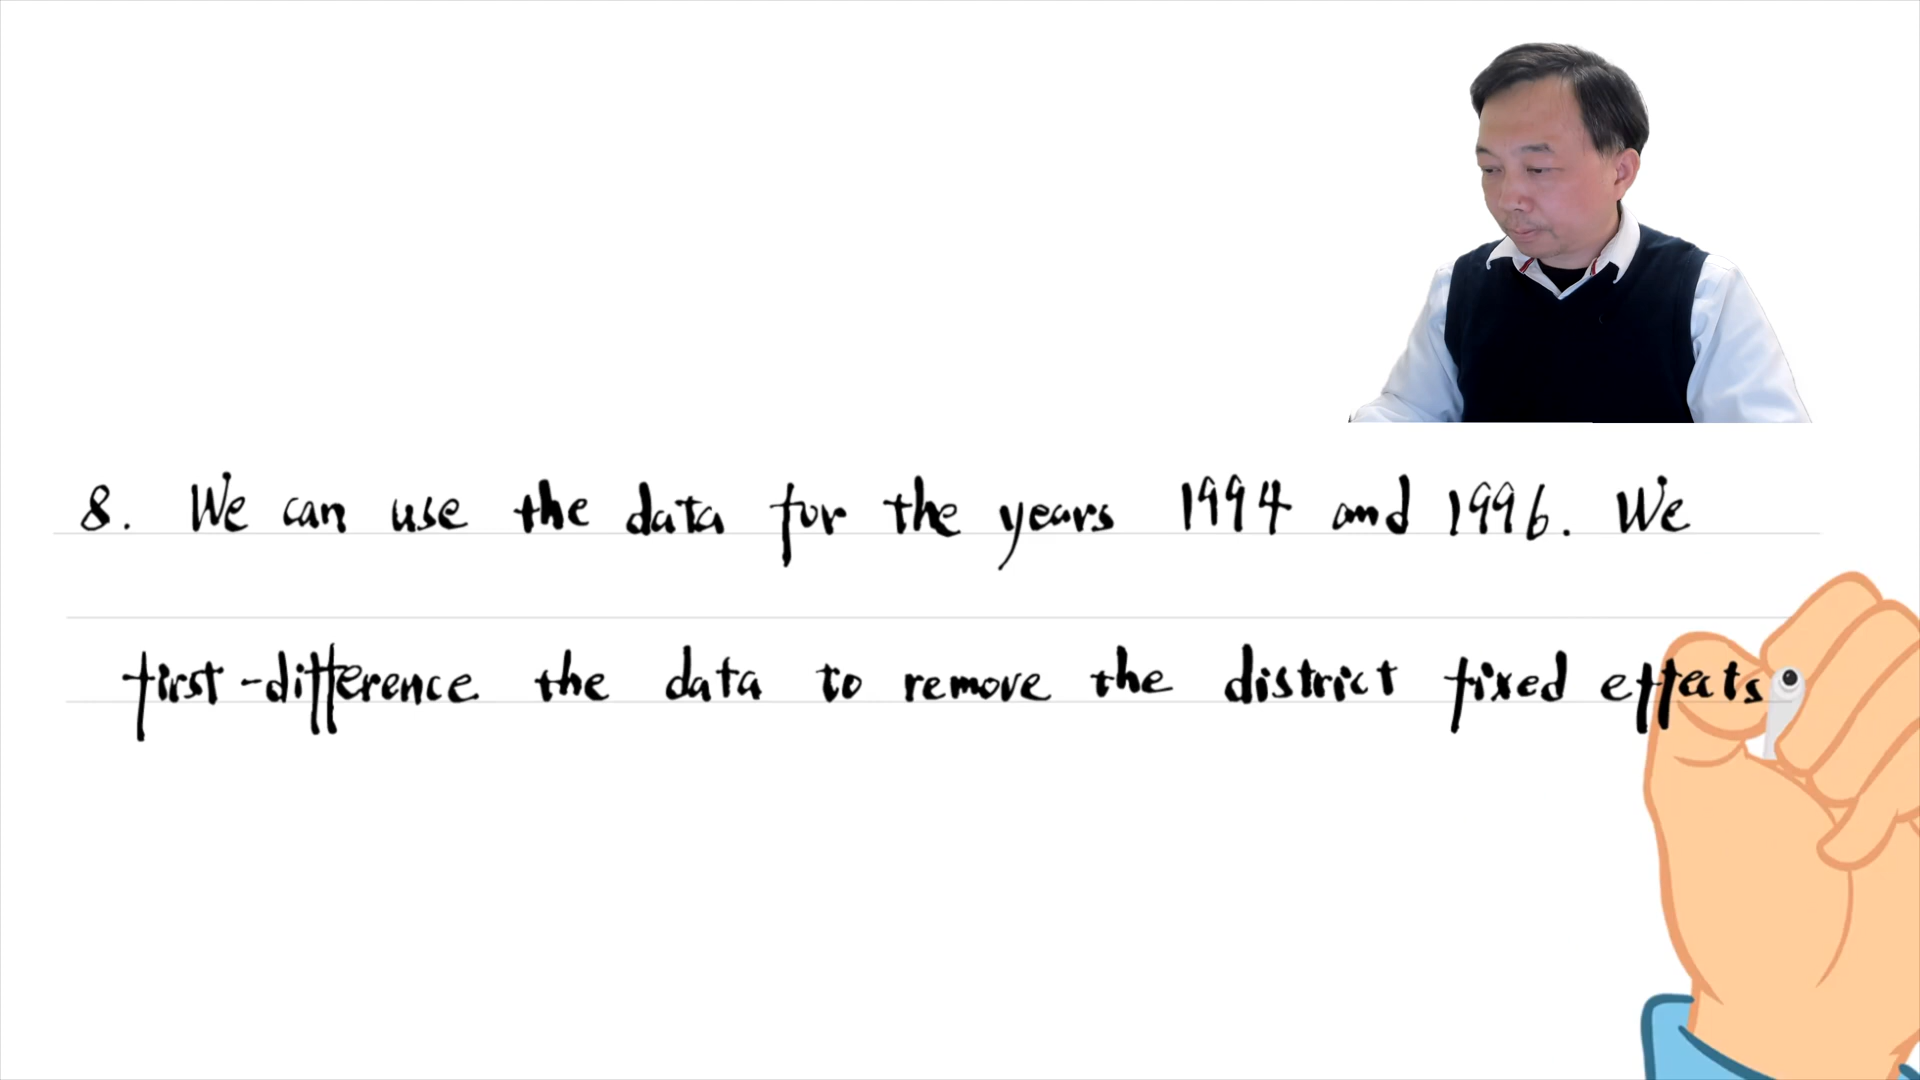 8. We can use the data for the years 1994 and 1996. We
first-difference the data to remove the district fixed effects